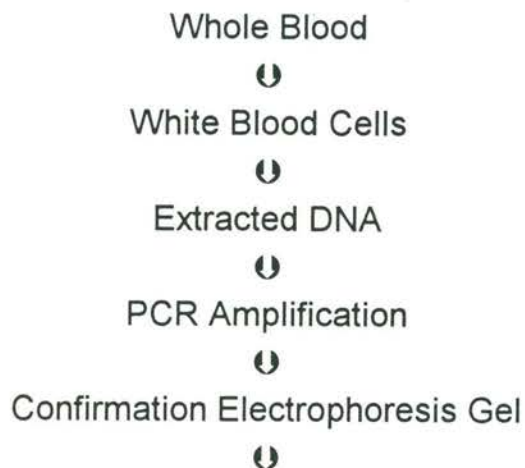 Whole Blood
White Blood Cells
Extracted DNA
PCR Amplification
Confirmation Electrophoresis Gel